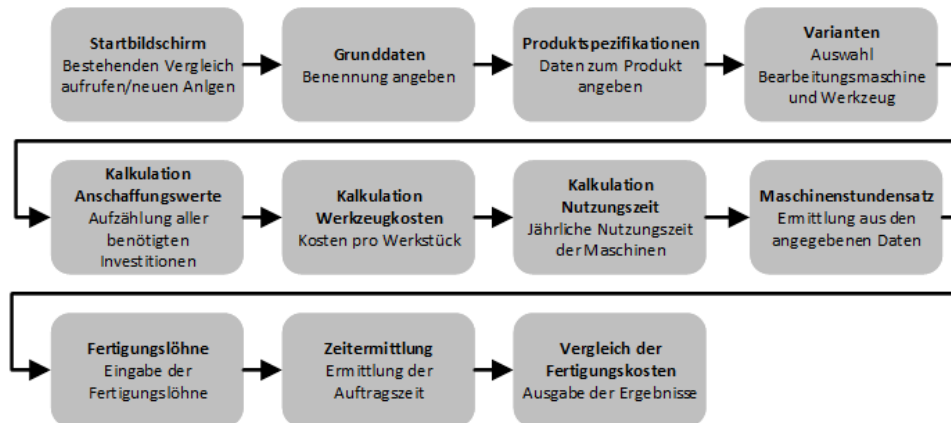 Startbildschirm
Bestehenden Vergleich
aufrufen/neuen Anlgen
Grunddaten
Benennung angeben
Produktspezifikationen
Daten zum Produkt
angeben
Varianten
Auswahl
Bearbeitungsmaschine
und Werkzeug
Kalkulation
Anschaffungswerte
Aufzählung aller
benötigten
Investitionen
Kalkulation
Werkzeugkosten
Kosten pro Werkstück
Kalkulation
Nutzungszeit
Jährliche Nutzungszeit
der Maschinen
Maschinenstundensatz
Ermittlung aus den
angegebenen Daten
Fertigungslöhne
Eingabe der
Fertigungslöhne
Zeitermittlung
Ermittlung der
Auftragszeit
Vergleich der
Fertigungskosten
Ausgabe der Ergebnisse